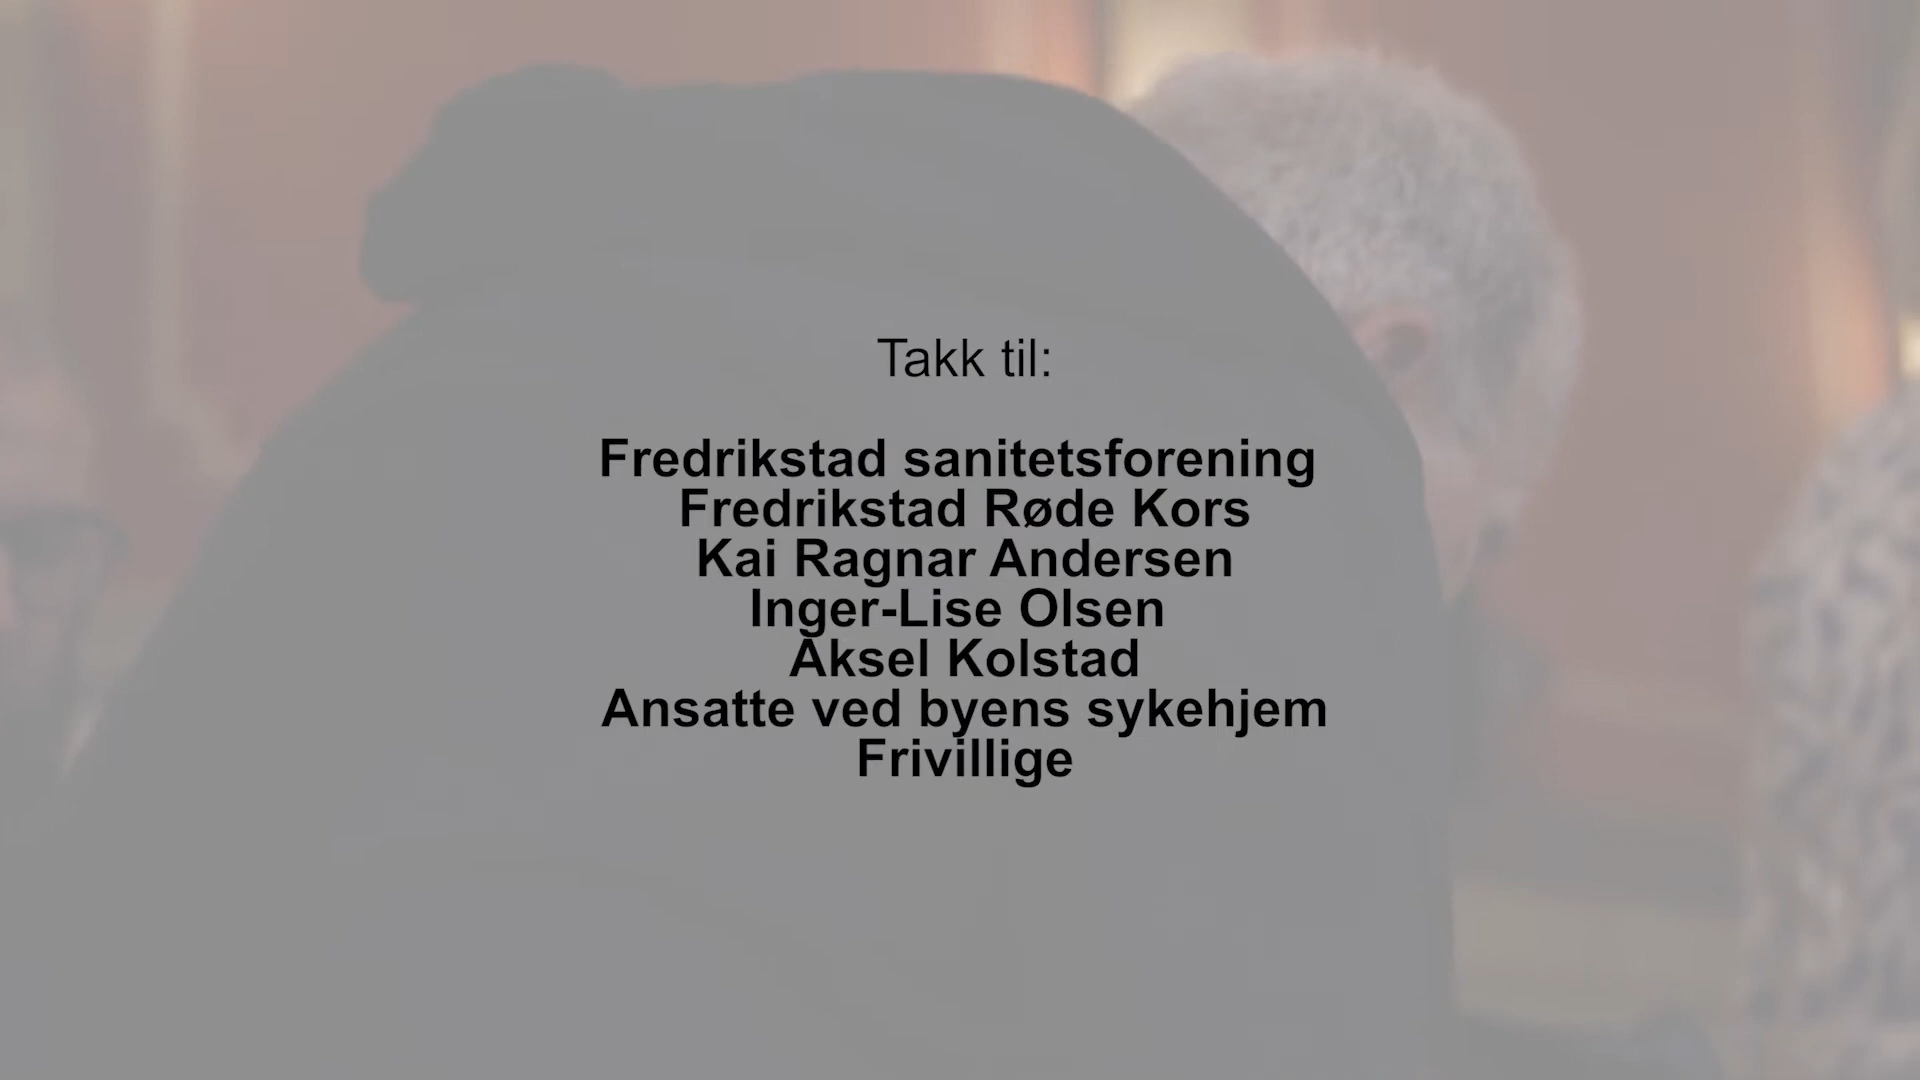 Takk til:
Fredrikstad sanitetsforening
Fredrikstad Røde Kors
Kai Ragnar Andersen
Inger-Lise Olsen
Aksel Kolstad
Ansatte ved byens sykehjem
Frivillige